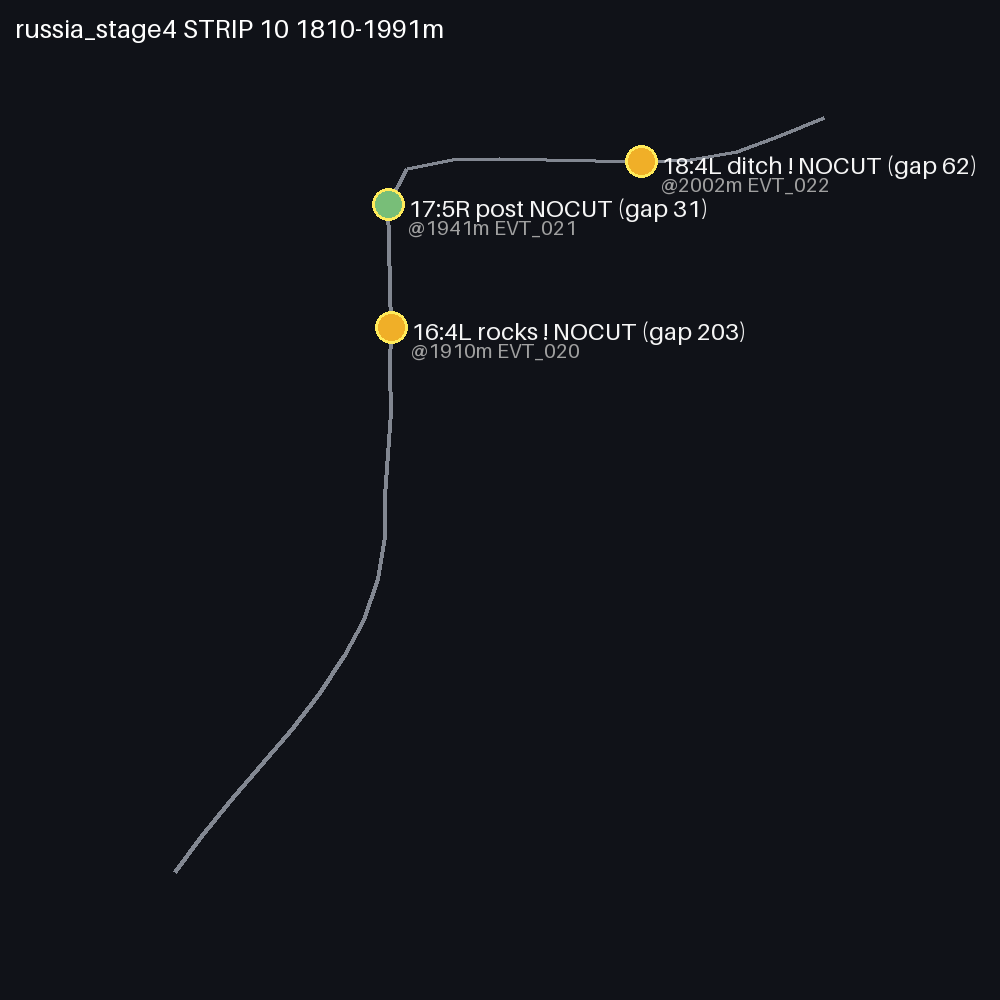 russia_stage4 STRIP 10 1810-1991m
18:4L ditch ! NOCUT (gap 62)
@2002m EVT_022
17:5R post NOCUT (gap 31)
@1941m EVT_021
16:4L rocks ! NOCUT (gap 203)
@1910m EVT_020